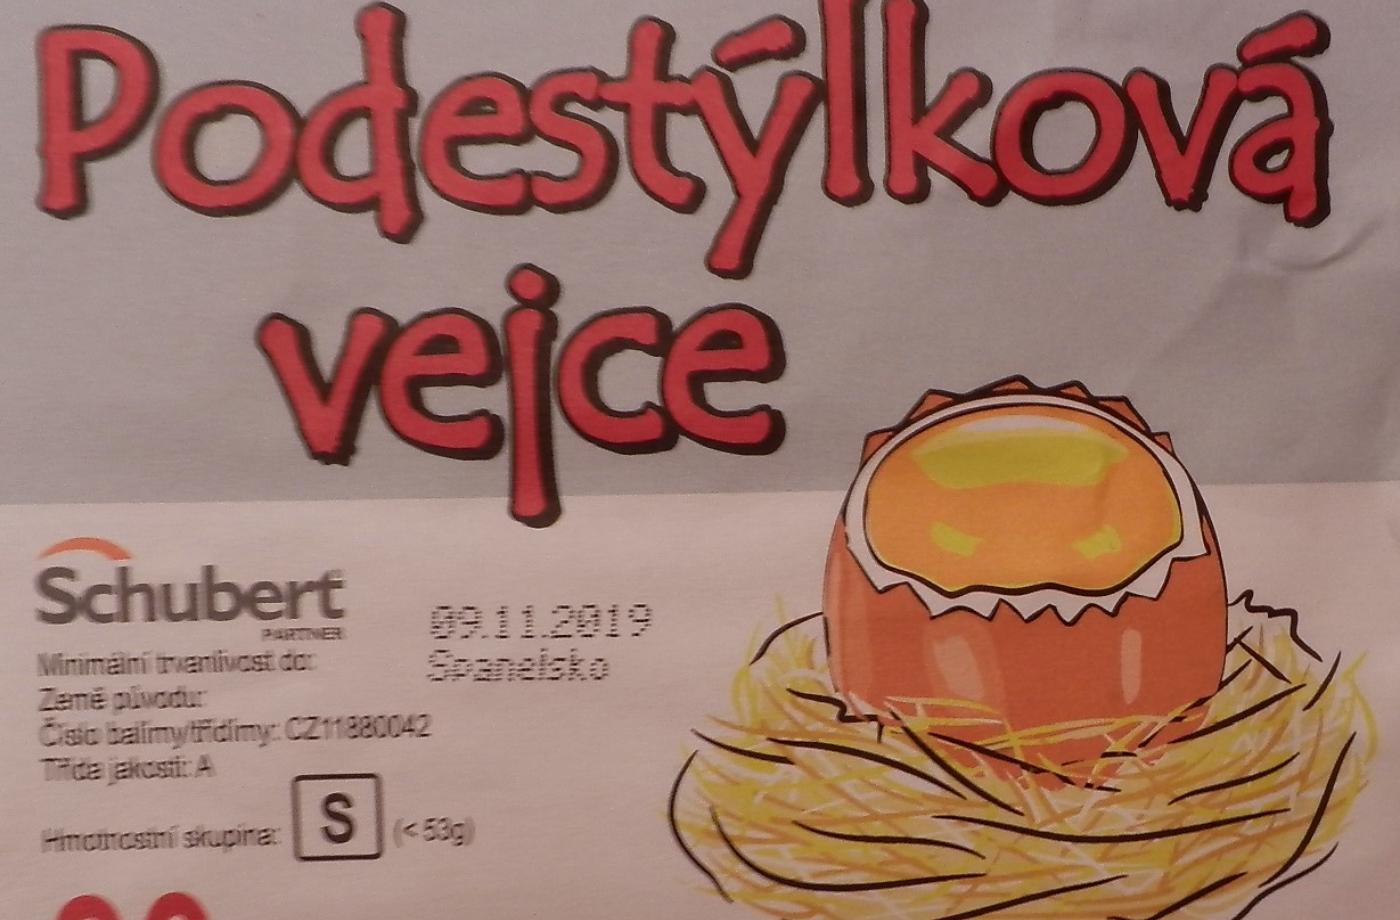 Podestýlková
vejce
Schubert
PARTNER
Minimální trvanlivost do: 09.11.2019
Země původu: Spanelsko
Číslo balírny/třídírny: CZ11880042
Třída jakosti: A
Hmotnostní skupina: S (< 53g)